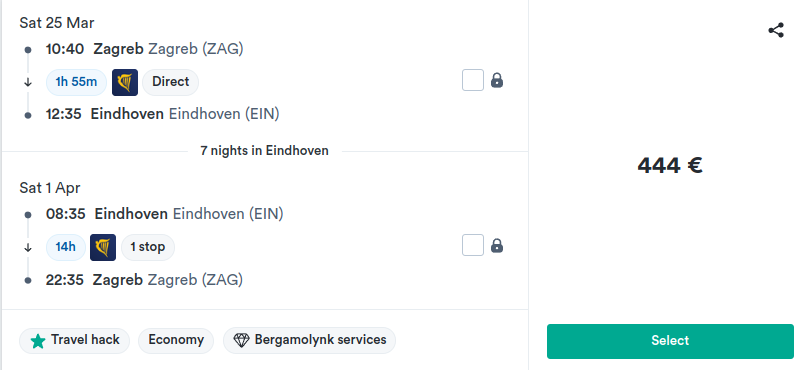 Sat 25 Mar
10:40 Zagreb Zagreb (ZAG)
1h 55m Direct
12:35 Eindhoven Eindhoven (EIN)
7 nights in Eindhoven
Sat 1 Apr
08:35 Eindhoven Eindhoven (EIN)
14h 1 stop
22:35 Zagreb Zagreb (ZAG)
Travel hack Economy Bergamolynk services
444 €
Select